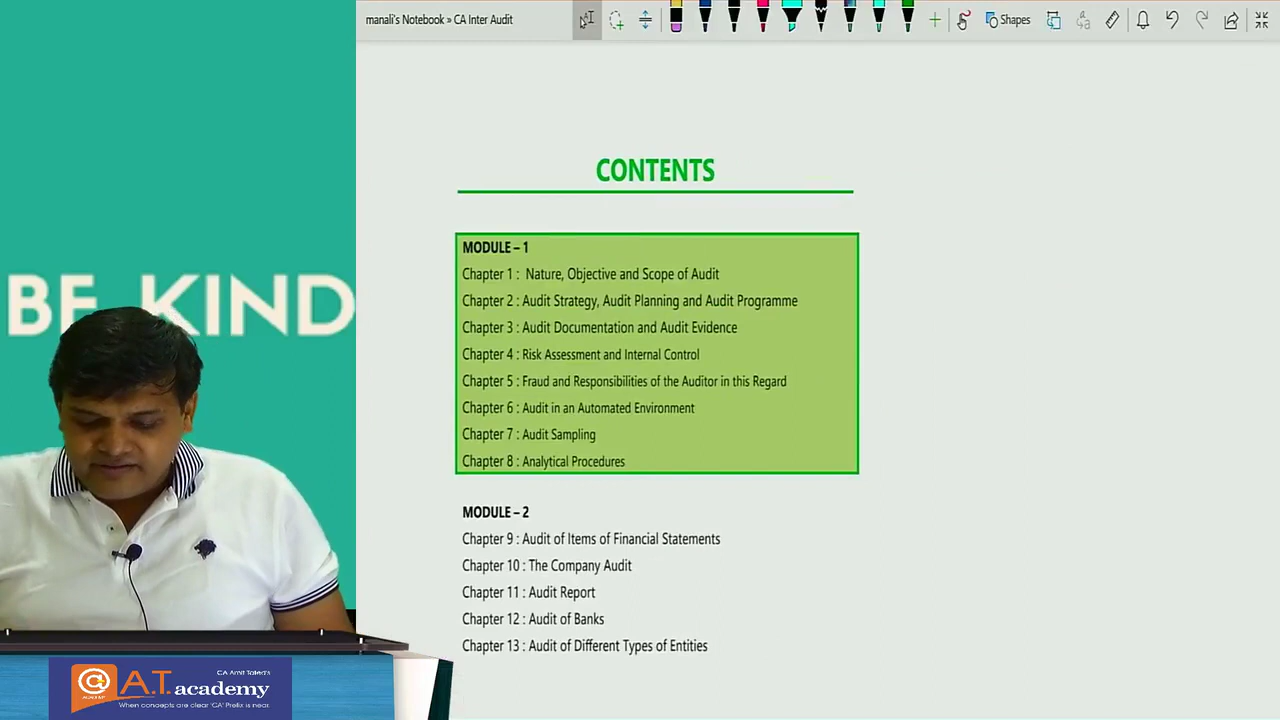 manali's Notebook » CA Inter Audit
Shapes
BE KIND
CONTENTS
MODULE – 1
Chapter 1 : Nature, Objective and Scope of Audit
Chapter 2 : Audit Strategy, Audit Planning and Audit Programme
Chapter 3 : Audit Documentation and Audit Evidence
Chapter 4 : Risk Assessment and Internal Control
Chapter 5 : Fraud and Responsibilities of the Auditor in this Regard
Chapter 6 : Audit in an Automated Environment
Chapter 7 : Audit Sampling
Chapter 8 : Analytical Procedures
MODULE – 2
Chapter 9 : Audit of Items of Financial Statements
Chapter 10 : The Company Audit
Chapter 11 : Audit Report
Chapter 12 : Audit of Banks
Chapter 13 : Audit of Different Types of Entities
CA Amit Talda's
@ A.T. academy
ACADEMY
When concepts are clear 'CA' Prefix is near.